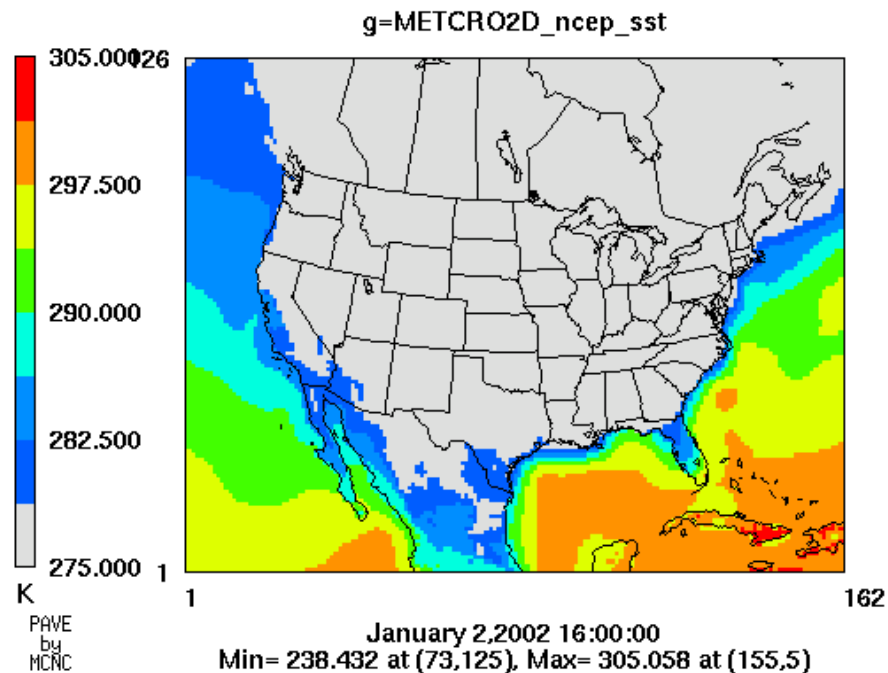 g=METCRO2D_ncep_sst
305.000
126
297.500
290.000
282.500
275.000
1
K
1
162
PAVE
by
MCNC
January 2,2002 16:00:00
Min= 238.432 at (73,125), Max= 305.058 at (155,5)